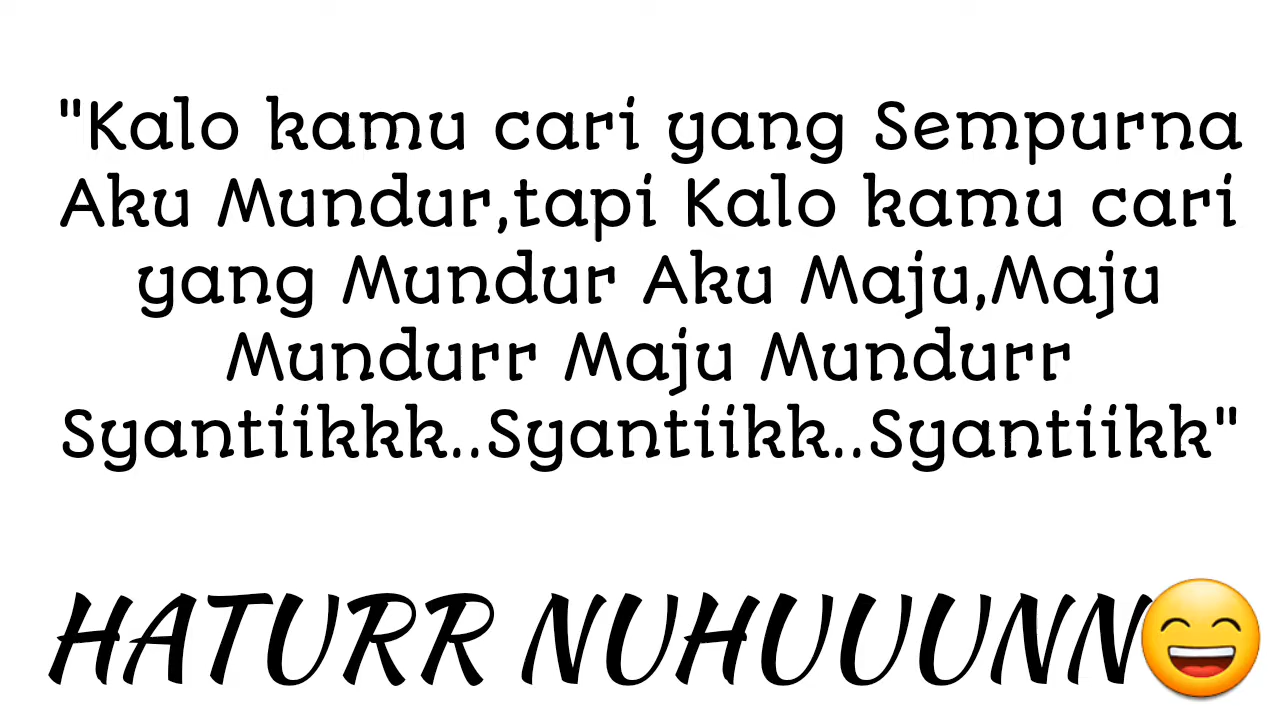 "Kalo kamu cari yang Sempurna
Aku Mundur,tapi Kalo kamu cari
yang Mundur Aku Maju,Maju
Mundurr Maju Mundurr
Syantiikkk..Syantiikk..Syantiikk"
HATURR NUHUUUNN😄